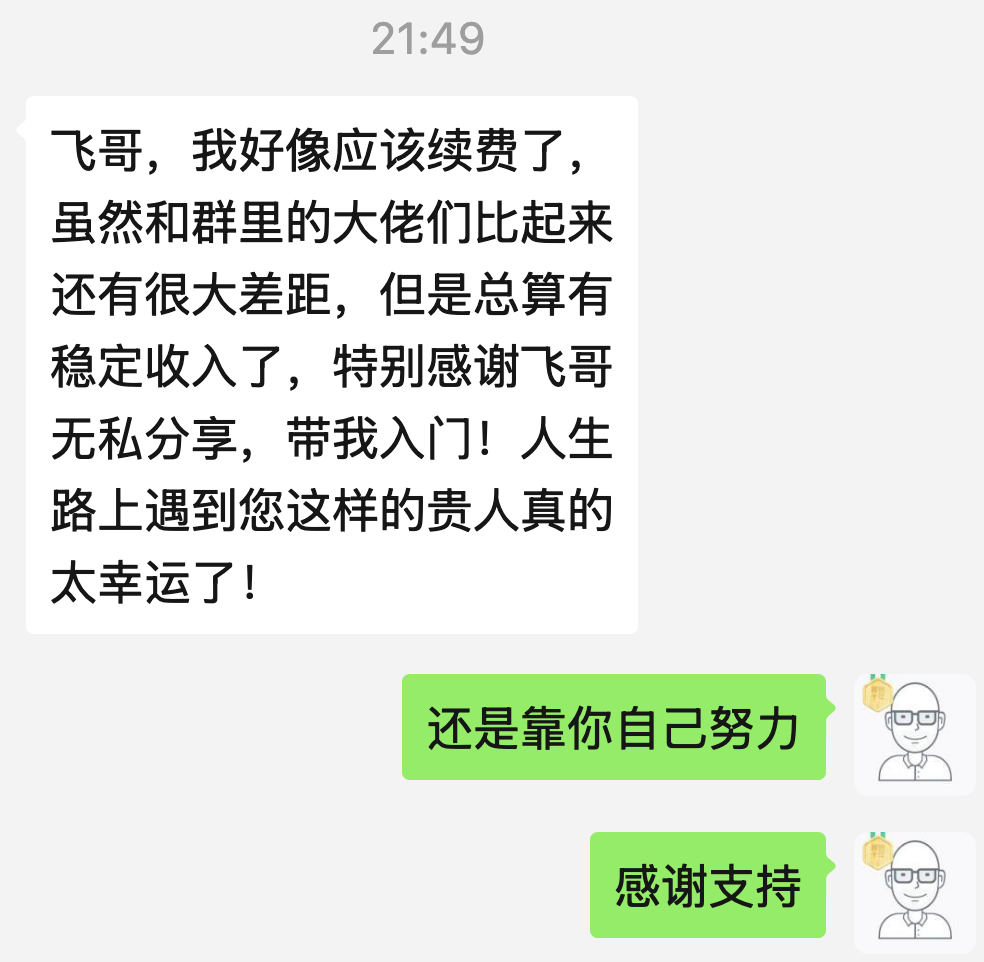 21:49
飞哥，我好像应该续费了，
虽然和群里的大佬们比起来
还有很大差距，但是总算有
稳定收入了，特别感谢飞哥
无私分享，带我入门！人生
路上遇到您这样的贵人真的
太幸运了！
还是靠你自己努力
感谢支持